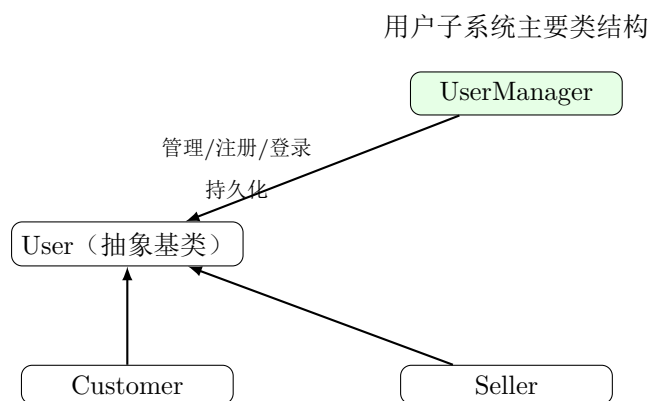 用户子系统主要类结构
UserManager
管理/注册/登录
持久化
User（抽象基类）
Customer
Seller